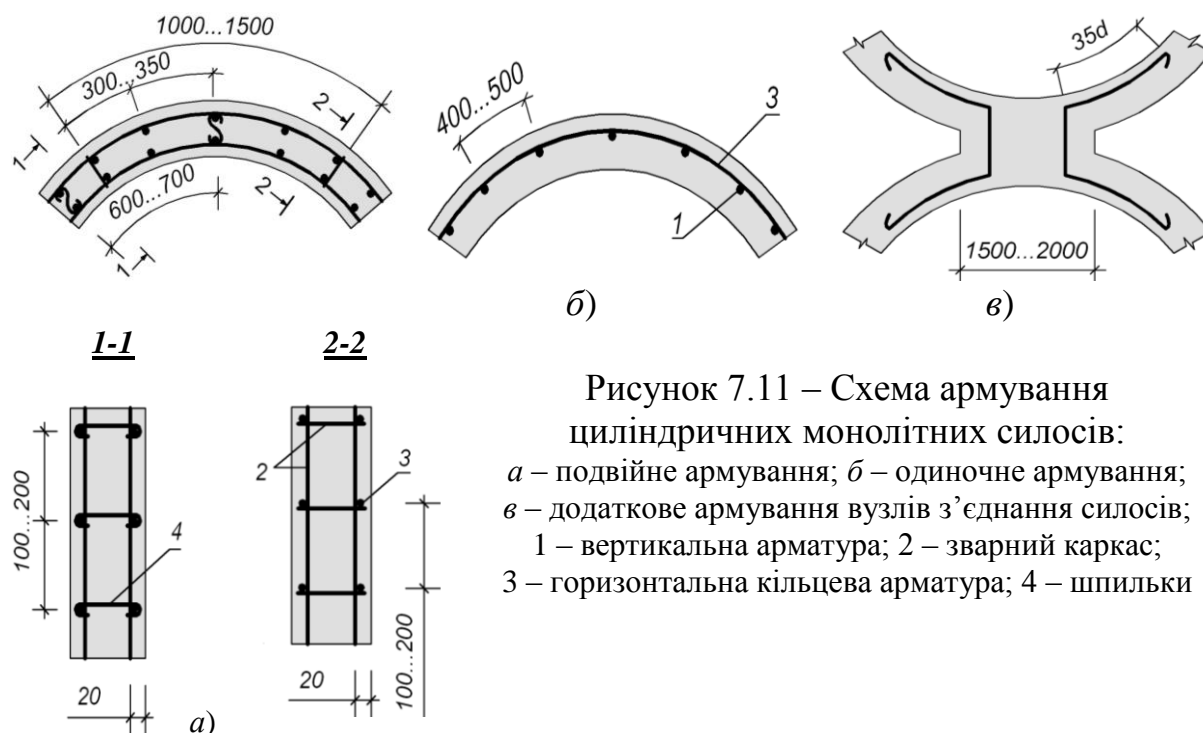 1000...1500
300...350
2
1
600...700
2
1
400...500
3
1
б)
35d
1500...2000
в)
1-1
2-2
100...200
100...200
4
20
а)
2
3
100...200
20
Рисунок 7.11 – Схема армування
циліндричних монолітних силосів:
а – подвійне армування; б – одиночне армування;
в – додаткове армування вузлів з’єднання силосів;
1 – вертикальна арматура; 2 – зварний каркас;
3 – горизонтальна кільцева арматура; 4 – шпильки